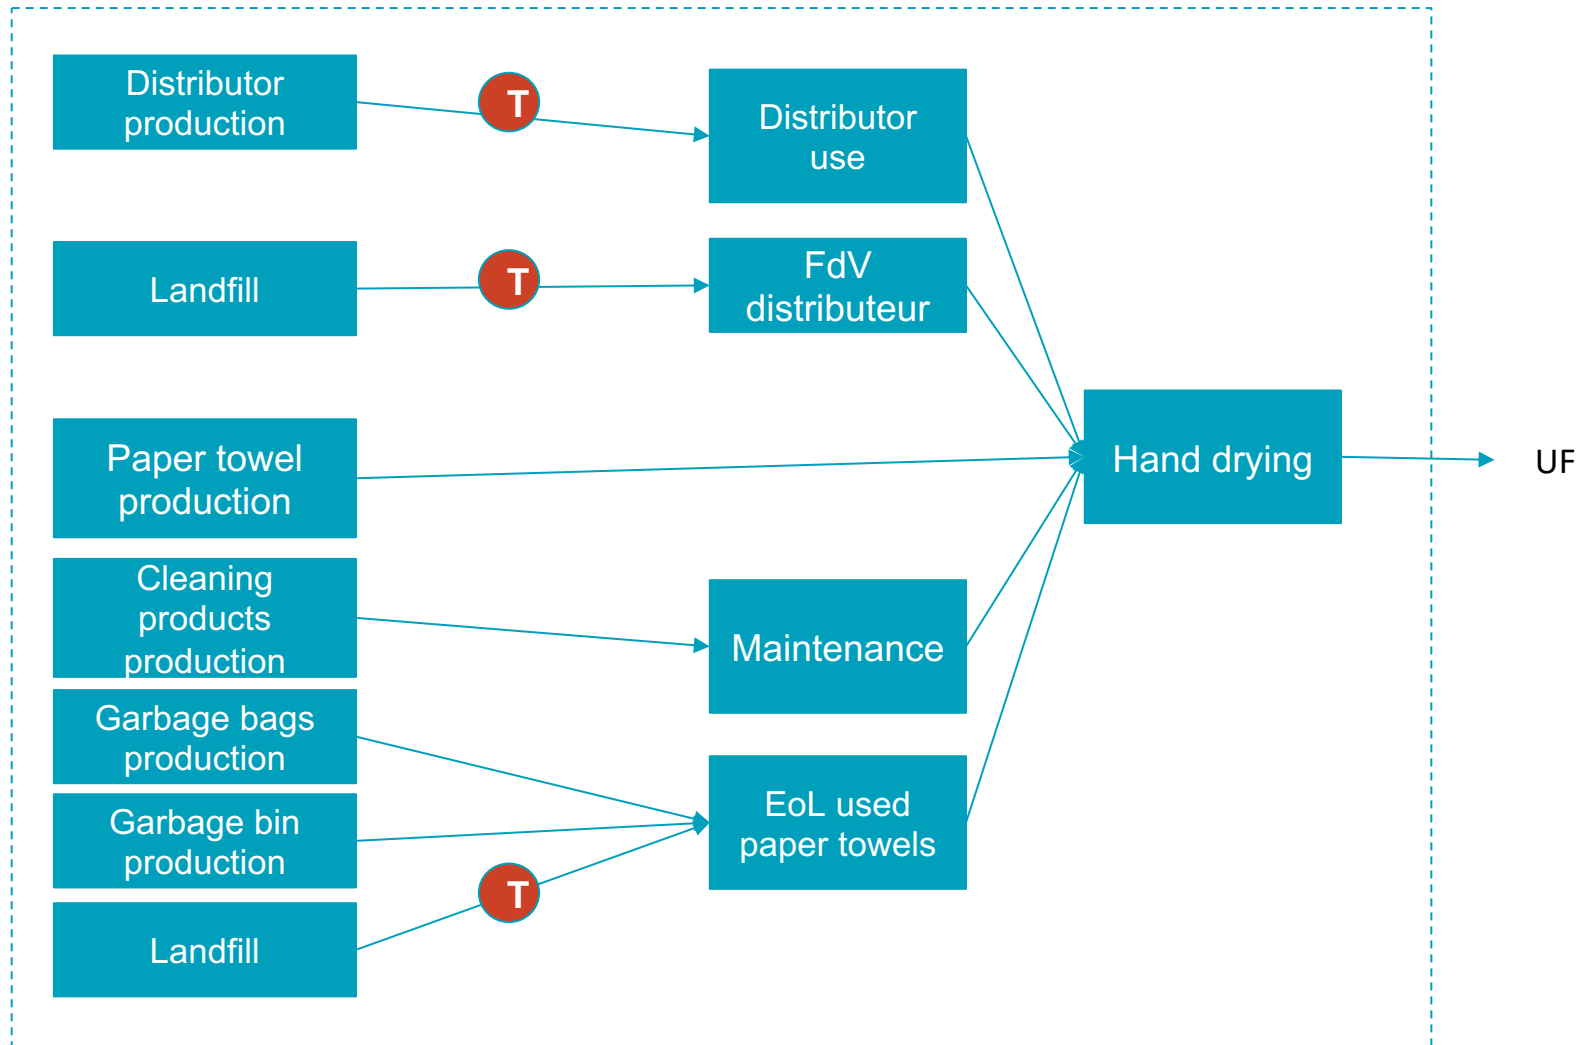 Distributor
production
T
Distributor
use
Landfill
T
FdV
distributeur
Paper towel
production
Hand drying
UF
Cleaning
products
production
Maintenance
Garbage bags
production
Garbage bin
production
EoL used
paper towels
T
Landfill